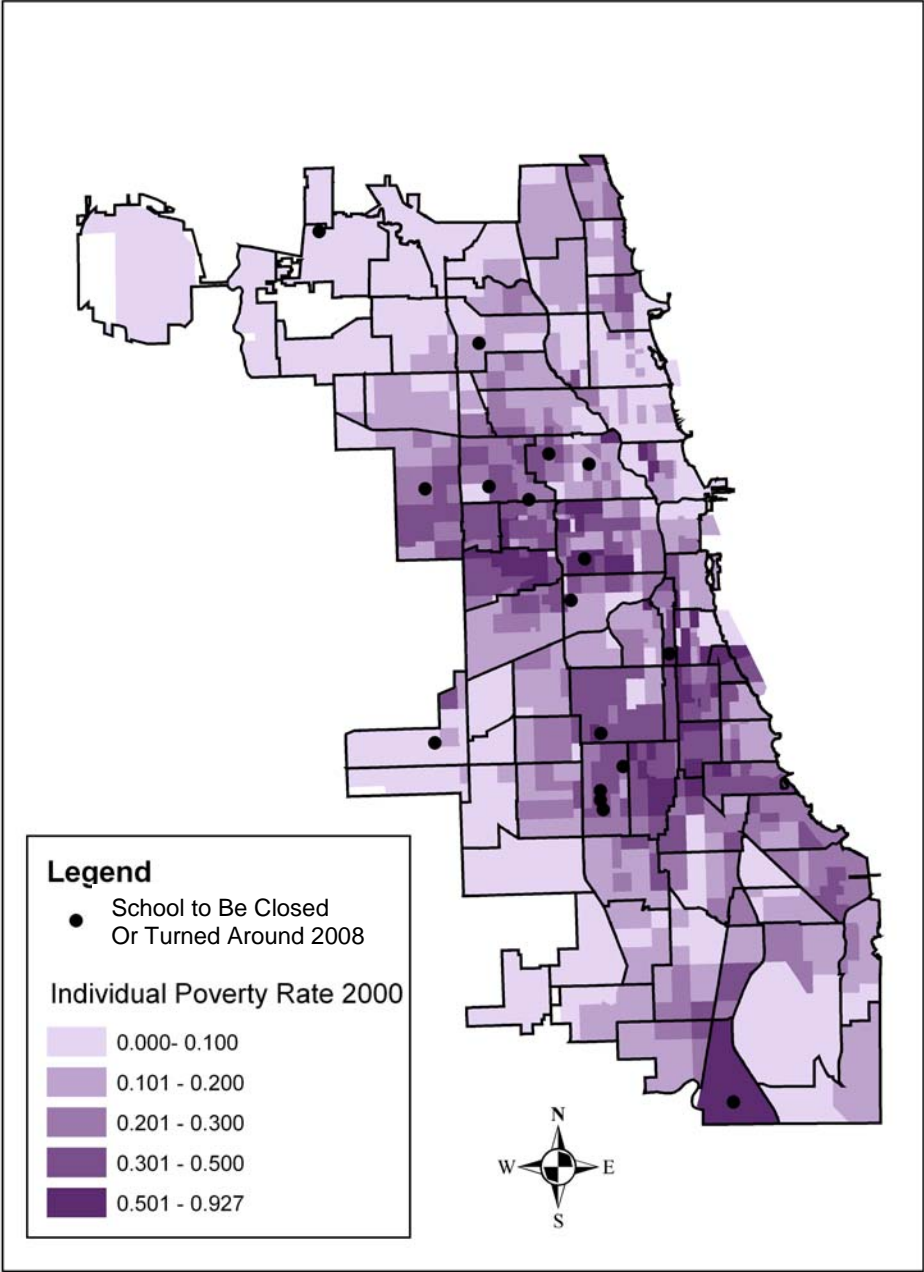 Legend
School to Be Closed
Or Turned Around 2008
Individual Poverty Rate 2000
0.000- 0.100
0.101 - 0.200
0.201 - 0.300
0.301 - 0.500
0.501 - 0.927
N
W E
S